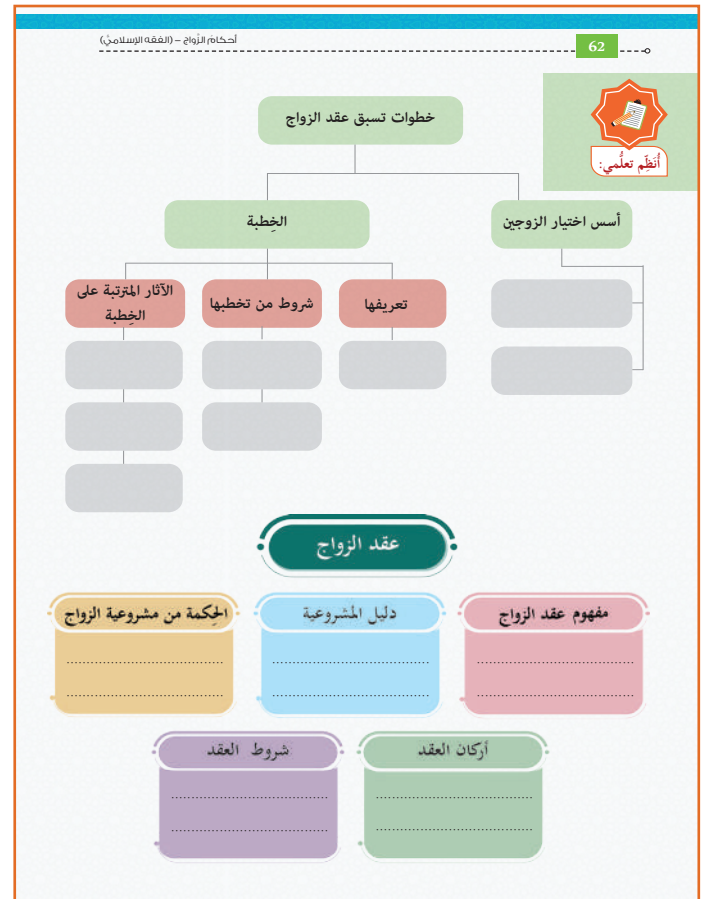 أحكامُ الزَّواج – (الفقه الإسلاميُّ)
62
أُنَظِّم تعلُّمي:
خطوات تسبق عقد الزواج
أسس اختيار الزوجين
الخِطبة
تعريفها
شروط من تخطبها
الآثار المترتبة على
الخِطبة
عقد الزواج
مفهوم عقد الزواج
دليل المشروعية
الحِكمة من مشروعية الزواج
أركان العقد
شروط العقد